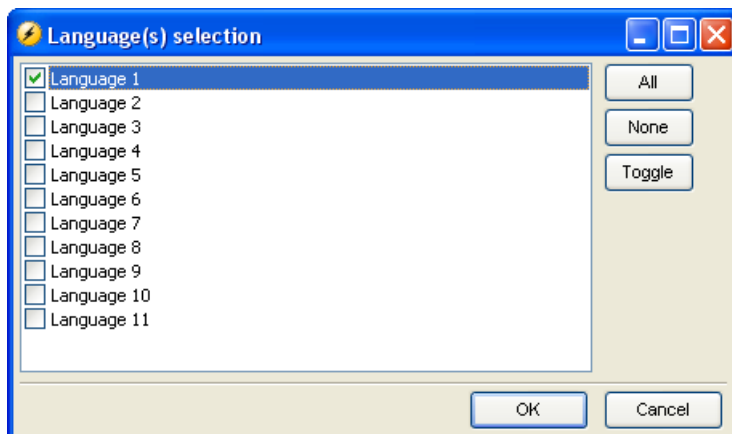 Language(s) selection
Language 1
Language 2
Language 3
Language 4
Language 5
Language 6
Language 7
Language 8
Language 9
Language 10
Language 11
All
None
Toggle
OK
Cancel